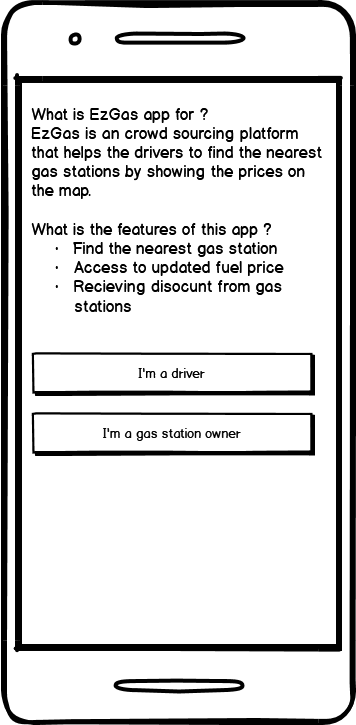 What is EzGas app for ?
EzGas is an crowd sourcing platform
that helps the drivers to find the nearest
gas stations by showing the prices on
the map.
What is the features of this app ?
· Find the nearest gas station
· Access to updated fuel price
· Recieving disocunt from gas
stations
I'm a driver
I'm a gas station owner